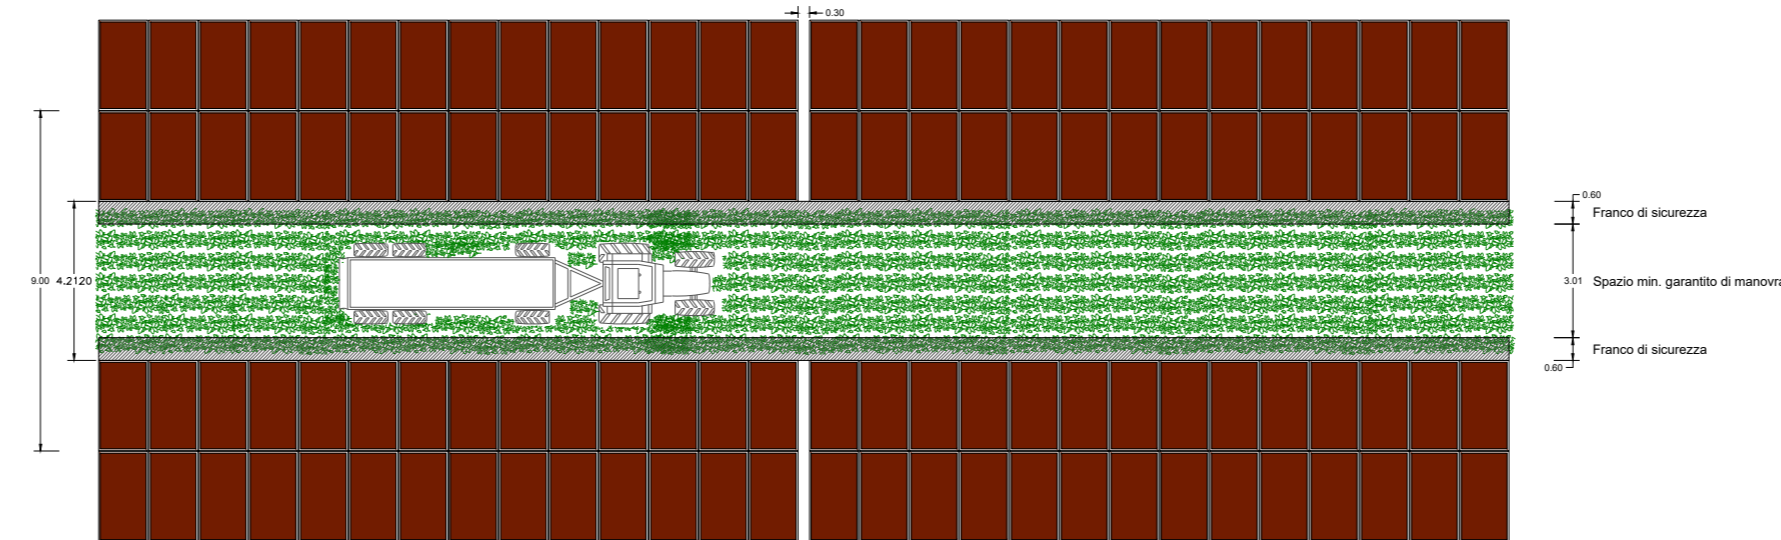 0.30
0.60
Franco di sicurezza
9.00
4.2120
3.01
Spazio min. garantito di manovra
Franco di sicurezza
0.60